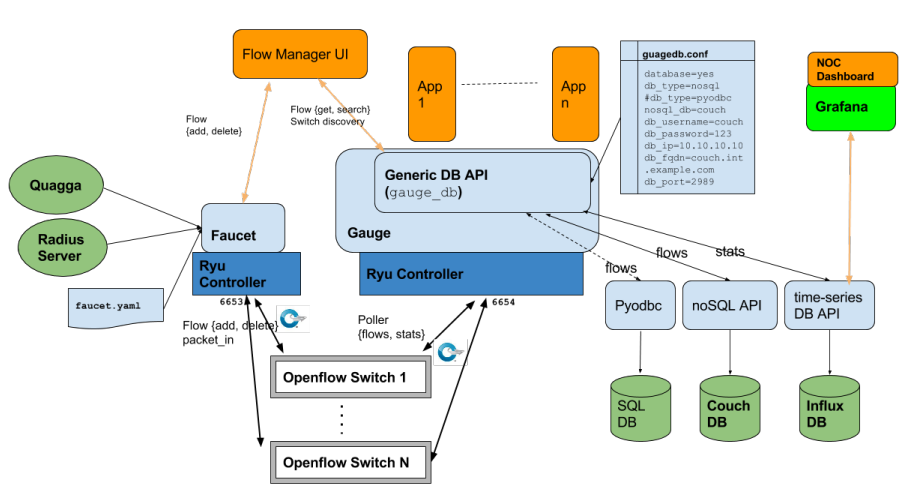 Flow Manager UI
App
1
App
n
guagedb.conf
database=yes
db_type=nosql
#db_type=pyodbc
nosql_db=couch
db_username=couch
db_password=123
db_ip=10.10.10.10
db_fqdn=couch.int
.example.com
db_port=2989
NOC
Dashboard
Grafana
Flow
{add, delete}
Flow {get, search}
Switch discovery
Generic DB API
(gauge_db)
Gauge
Ryu Controller
6654
Quagga
Radius
Server
Faucet
Ryu
Controller
6653
faucet.yaml
Flow {add, delete}
packet_in
Poller
{flows, stats}
Openflow Switch 1
Openflow Switch N
flows
flows
stats
Pyodbc
noSQL API
time-series
DB API
SQL
DB
Couch
DB
Influx
DB